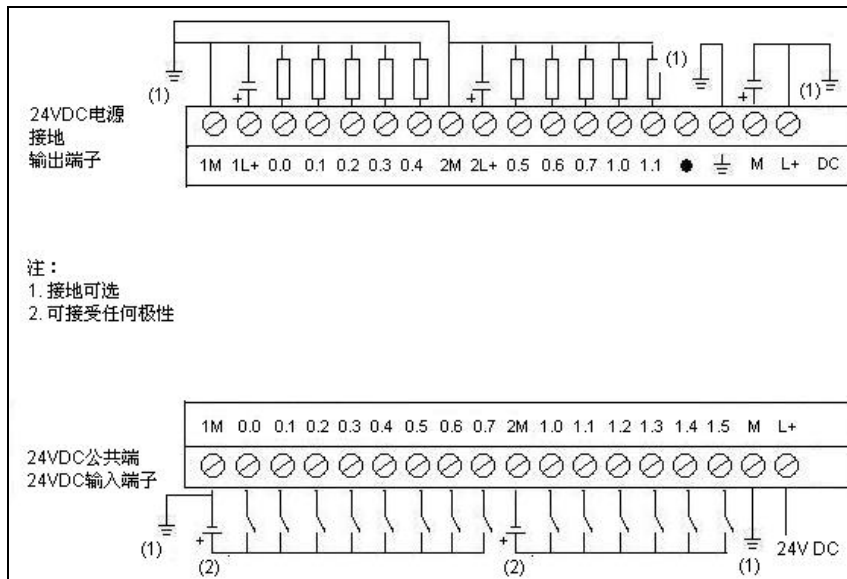 (1)
+
+
(1)
+
(1)
24VDC电源
接地
输出端子
1M 1L+ 0.0 0.1 0.2 0.3 0.4 2M 2L+ 0.5 0.6 0.7 1.0 1.1 ● ⏚ M L+ DC
注：
1. 接地可选
2. 可接受任何极性
1M 0.0 0.1 0.2 0.3 0.4 0.5 0.6 0.7 2M 1.0 1.1 1.2 1.3 1.4 1.5 M L+
24VDC公共端
24VDC输入端子
(1)
+
(2)
+
(2)
(1)
24V DC